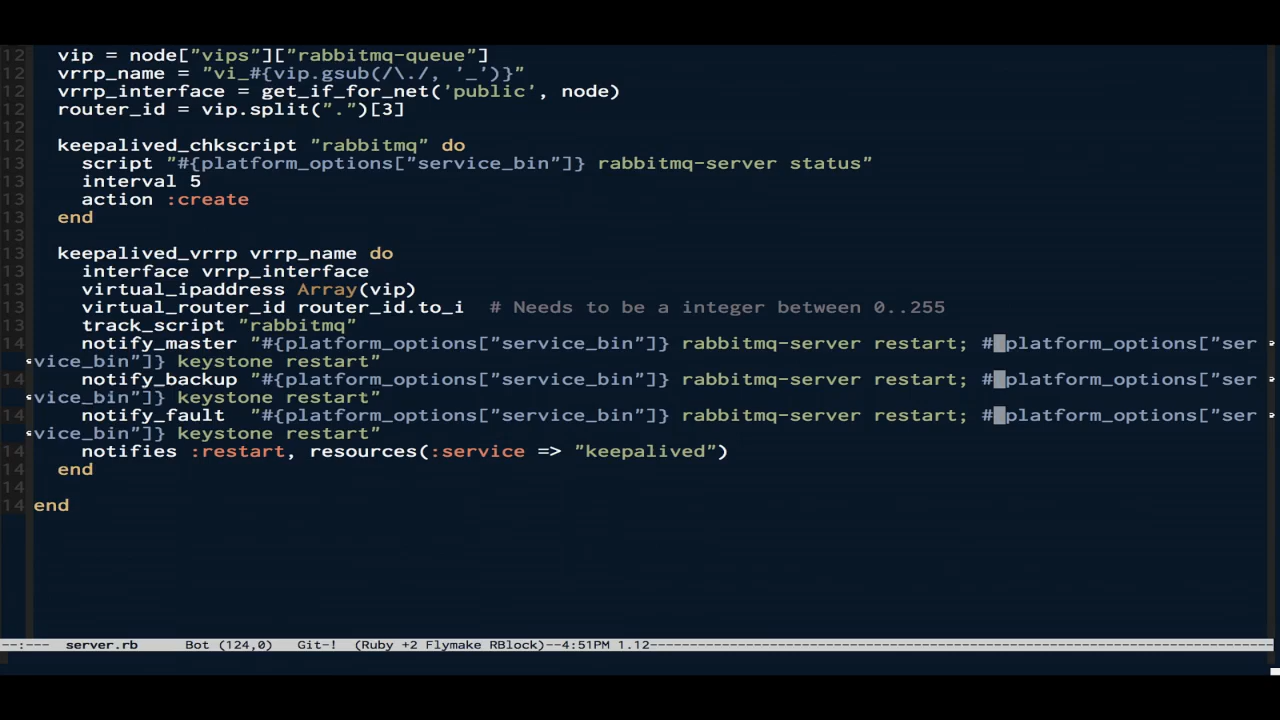 12 vip = node["vips"]["rabbitmq-queue"]
12 vrrp_name = "vi_#{vip.gsub(/\./, '_')}"
12 vrrp_interface = get_if_for_net('public', node)
12 router_id = vip.split(".")[3]
12
12 keepalived_chkscript "rabbitmq" do
13 script "#{platform_options["service_bin"]} rabbitmq-server status"
13 interval 5
13 action :create
13 end
13
13 keepalived_vrrp vrrp_name do
13 interface vrrp_interface
13 virtual_ipaddress Array(vip)
13 virtual_router_id router_id.to_i # Needs to be a integer between 0..255
13 track_script "rabbitmq"
14 notify_master "#{platform_options["service_bin"]} rabbitmq-server restart; # platform_options["ser
vice_bin"]} keystone restart"
14 notify_backup "#{platform_options["service_bin"]} rabbitmq-server restart; # platform_options["ser
vice_bin"]} keystone restart"
14 notify_fault "#{platform_options["service_bin"]} rabbitmq-server restart; # platform_options["ser
vice_bin"]} keystone restart"
14 notifies :restart, resources(:service => "keepalived")
14 end
14
14 end
--:--- server.rb Bot (124,0) Git-! (Ruby +2 Flymake RBlock)--4:51PM 1.12----------------------------------------------------